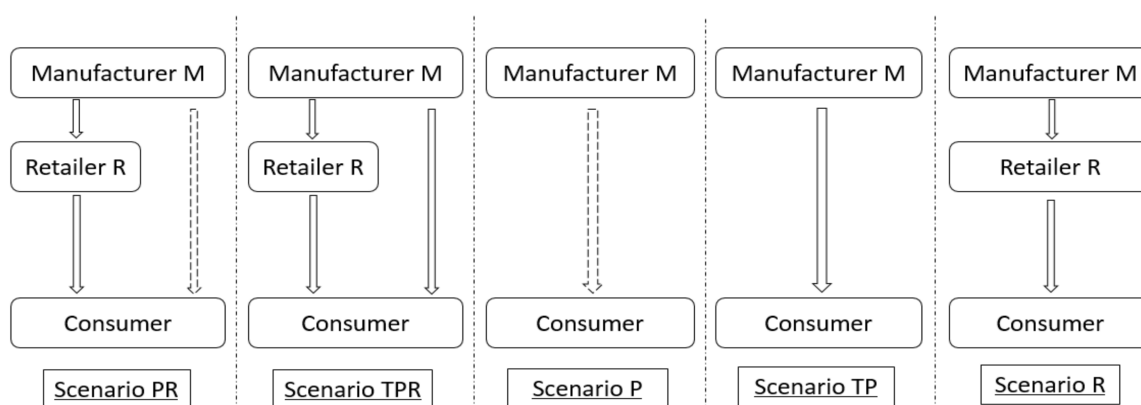 Manufacturer M
Manufacturer M
Manufacturer M
Manufacturer M
Manufacturer M
Retailer R
Retailer R
Retailer R
Consumer
Consumer
Consumer
Consumer
Consumer
Scenario PR
Scenario TPR
Scenario P
Scenario TP
Scenario R